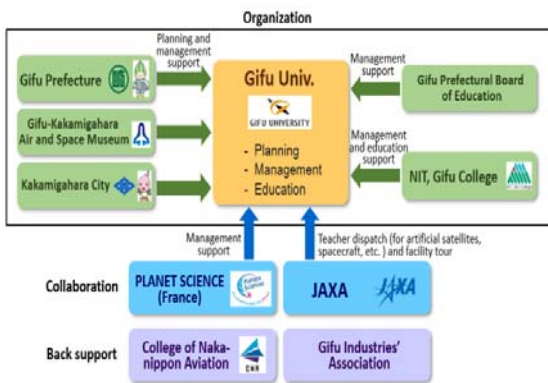 Organization
Planning and
management
support
Gifu Prefecture
Gifu-Kakamigahara
Air and Space Museum
Kakamigahara City
Gifu Univ.
GIFU UNIVERSITY
- Planning
- Management
- Education
Management
support
Gifu Prefectural Board
of Education
Management
and education
support
NIT, Gifu College
Management
support
Teacher dispatch (for artificial satellites,
spacecraft, etc. ) and facility tour
Collaboration
PLANET SCIENCE
(France)
JAXA
JAXA
Back support
College of Naka-
nippon Aviation
CNA
Gifu Industries'
Association